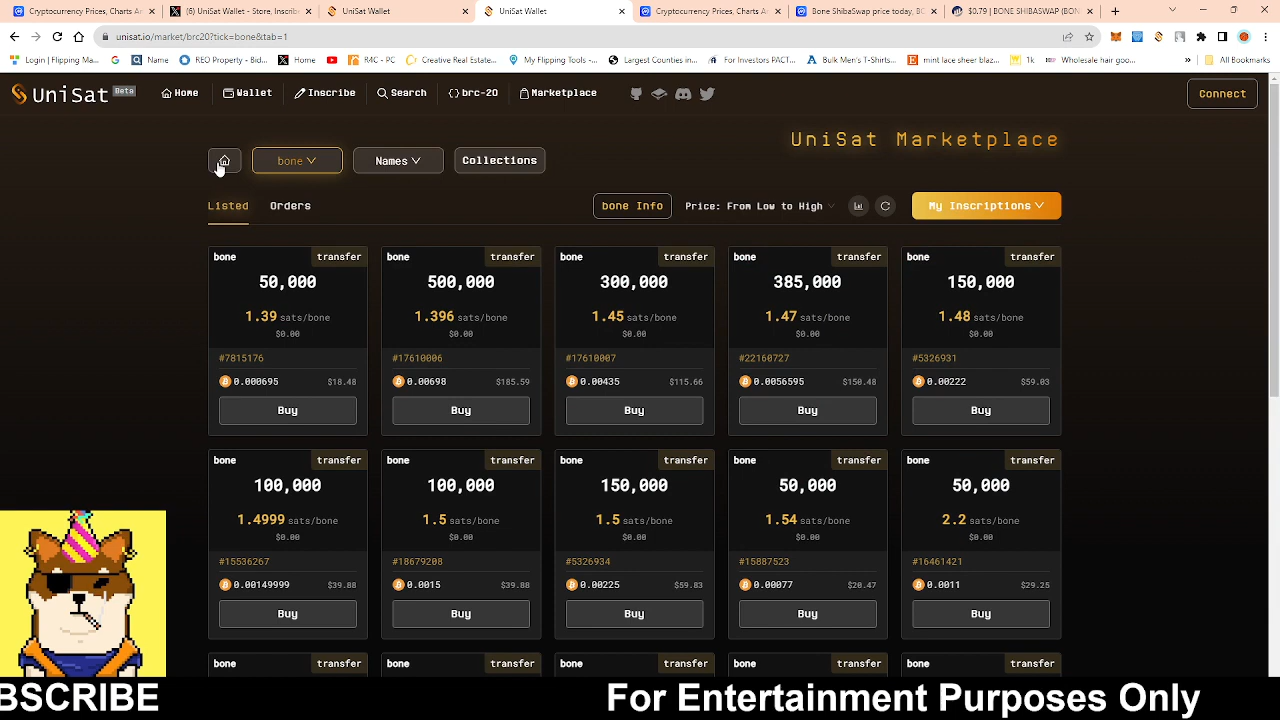 Cryptocurrency Prices, Charts A
(6) UniSat Wallet - Store, Inscribe
UniSat Wallet
UniSat Wallet
Cryptocurrency Prices, Charts A
Bone ShibaSwap price today, BC
$0.79 | BONE SHIBASWAP (BON
unisat.io/market/brc20?tick=bone&tab=1
Login | Flipping Ma...
Name
REO Property - Bid...
Home
R4C - PC
Creative Real Estate...
My Flipping Tools -...
Largest Counties in...
For Investors PACT...
Bulk Men's T-Shirts...
mint lace sheer blaz...
1k
Wholesale hair goo...
»
All Bookmarks
UniSat Beta
Home
Wallet
Inscribe
Search
brc-20
Marketplace
Connect
UniSat Marketplace
bone
Names
Collections
Listed
Orders
bone Info
Price: From Low to High
My Inscriptions
bone transfer
50,000
1.39 sats/bone
$0.00
#7815176
0.000695 $18.48
Buy
bone transfer
500,000
1.396 sats/bone
$0.00
#17610006
0.00698 $185.59
Buy
bone transfer
300,000
1.45 sats/bone
$0.00
#17610007
0.00435 $115.66
Buy
bone transfer
385,000
1.47 sats/bone
$0.00
#22160727
0.0056595 $150.48
Buy
bone transfer
150,000
1.48 sats/bone
$0.00
#5326931
0.00222 $59.03
Buy
bone transfer
100,000
1.4999 sats/bone
$0.00
#15536267
0.00149999 $39.88
Buy
bone transfer
100,000
1.5 sats/bone
$0.00
#18679208
0.0015 $39.88
Buy
bone transfer
150,000
1.5 sats/bone
$0.00
#5326934
0.00225 $59.83
Buy
bone transfer
50,000
1.54 sats/bone
$0.00
#15887523
0.00077 $20.47
Buy
bone transfer
50,000
2.2 sats/bone
$0.00
#16461421
0.0011 $29.25
Buy
bone transfer
bone transfer
bone transfer
bone transfer
bone transfer
BSCRIBE
For Entertainment Purposes Only